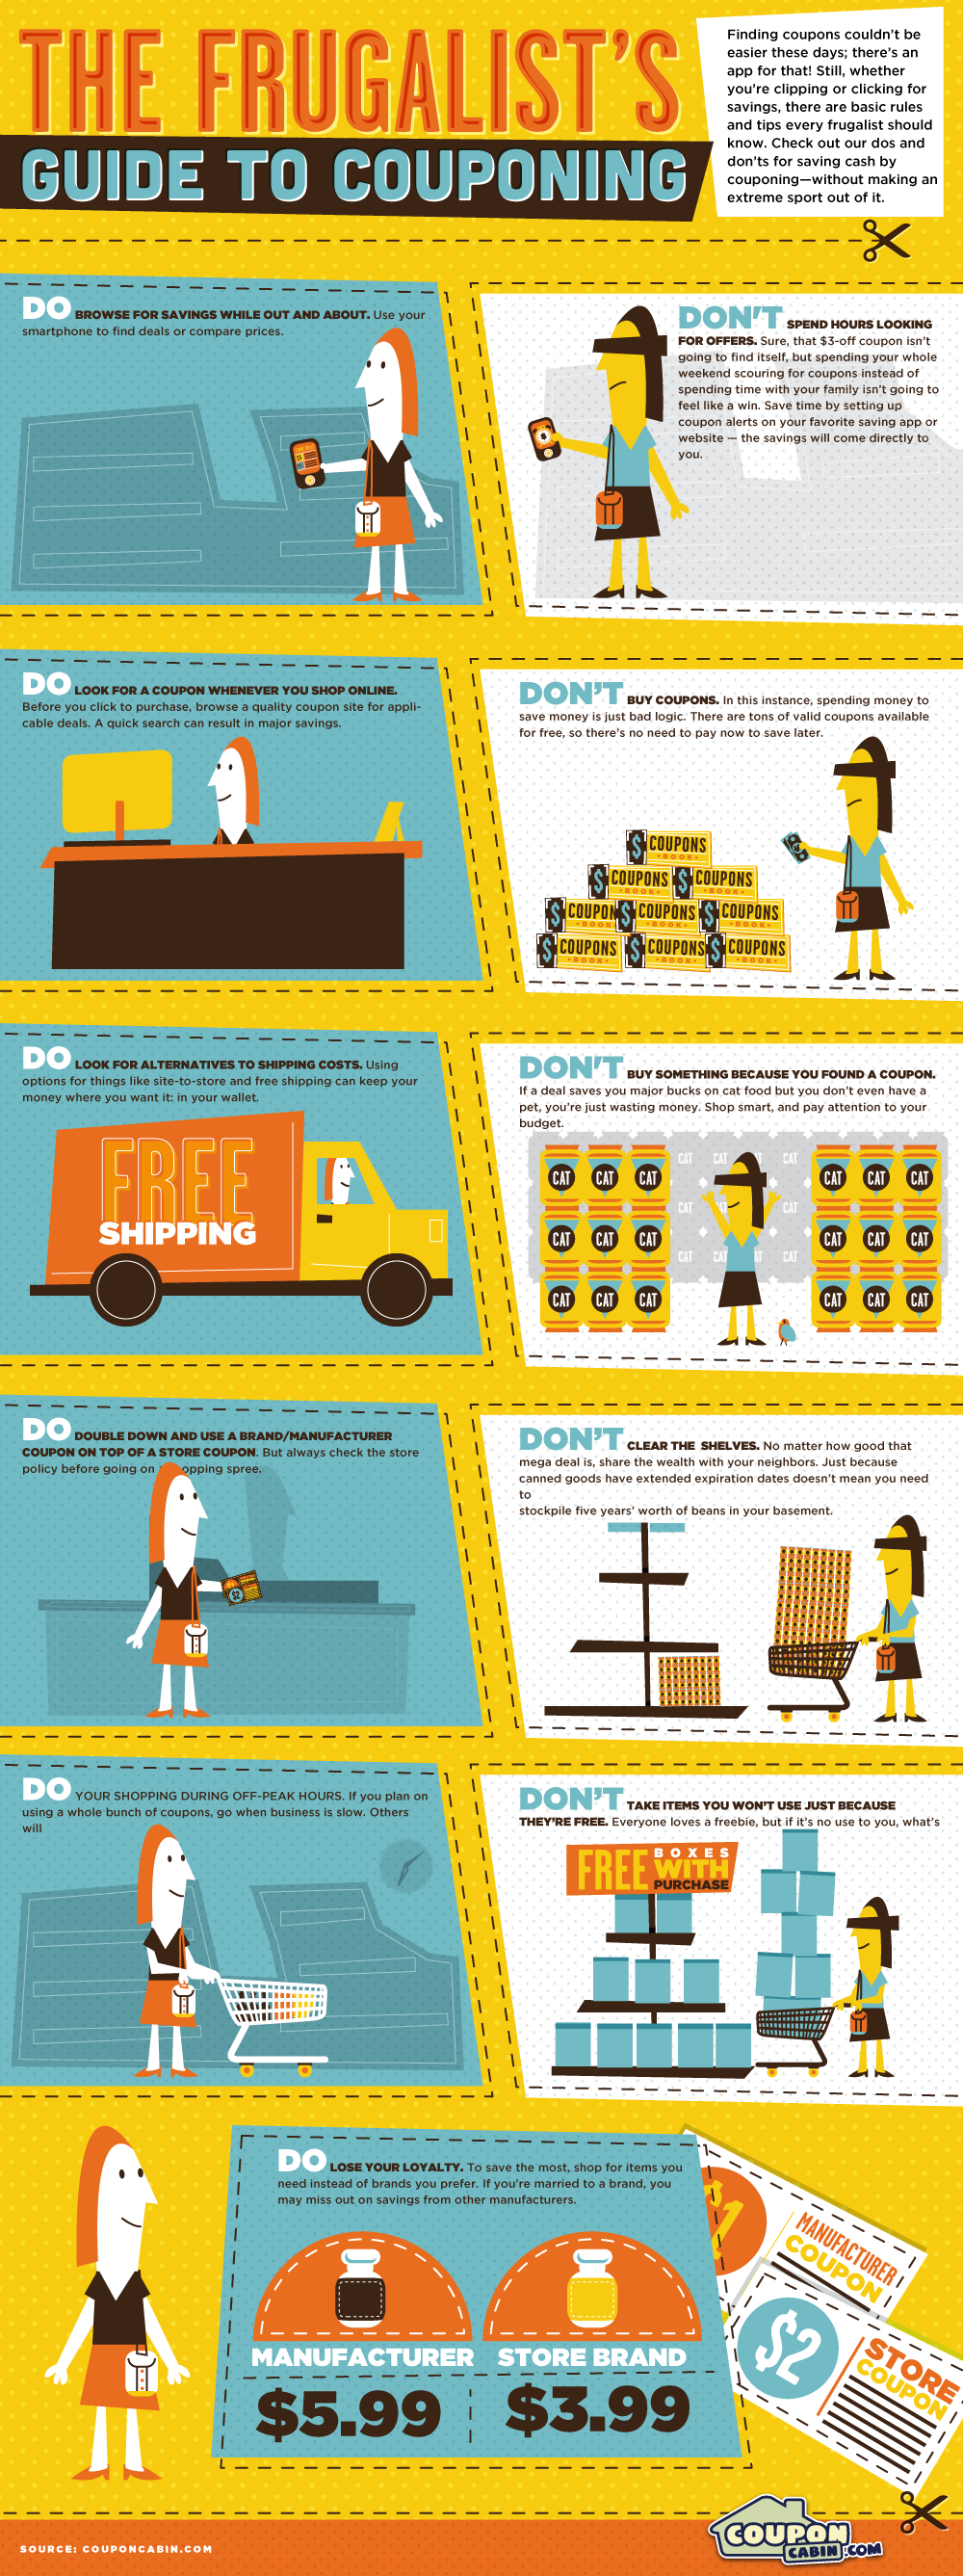 THE FRUGALIST'S
GUIDE TO COUPONING
Finding coupons couldn't be
easier these days; there's an
app for that! Still, whether
you're clipping or clicking for
savings, there are basic rules
and tips every frugalist should
know. Check out our dos and
don'ts for saving cash by
couponing—without making an
extreme sport out of it.
DO BROWSE FOR SAVINGS WHILE OUT AND ABOUT. Use your
smartphone to find deals or compare prices.
DON'T SPEND HOURS LOOKING
FOR OFFERS. Sure, that $3-off coupon isn't
going to find itself, but spending your whole
weekend scouring for coupons instead of
spending time with your family isn't going to
feel like a win. Save time by setting up
coupon alerts on your favorite saving app or
website — the savings will come directly to
you.
DO LOOK FOR A COUPON WHENEVER YOU SHOP ONLINE.
Before you click to purchase, browse a quality coupon site for appli-
cable deals. A quick search can result in major savings.
DON'T BUY COUPONS. In this instance, spending money to
save money is just bad logic. There are tons of valid coupons available
for free, so there's no need to pay now to save later.
$ COUPONS
BOOK
$ COUPONS $ COUPONS
BOOK BOOK
$ COUPON $ COUPONS $ COUPONS
BOOK BOOK BOOK
$ COUPONS $ COUPONS $ COUPONS
BOOK BOOK BOOK
DO LOOK FOR ALTERNATIVES TO SHIPPING COSTS. Using
options for things like site-to-store and free shipping can keep your
money where you want it: in your wallet.
FREE
SHIPPING
DON'T BUY SOMETHING BECAUSE YOU FOUND A COUPON.
If a deal saves you major bucks on cat food but you don't even have a
pet, you're just wasting money. Shop smart, and pay attention to your
budget.
CAT CAT CAT CAT CAT CAT CAT CAT CAT
CAT CAT CAT CAT CAT CAT CAT CAT
CAT CAT CAT CAT CAT CAT CAT CAT CAT
DO DOUBLE DOWN AND USE A BRAND/MANUFACTURER
COUPON ON TOP OF A STORE COUPON. But always check the store
policy before going on opping spree.
$2
DON'T CLEAR THE SHELVES. No matter how good that
mega deal is, share the wealth with your neighbors. Just because
canned goods have extended expiration dates doesn't mean you need
to
stockpile five years' worth of beans in your basement.
DO YOUR SHOPPING DURING OFF-PEAK HOURS. If you plan on
using a whole bunch of coupons, go when business is slow. Others
will
DON'T TAKE ITEMS YOU WON'T USE JUST BECAUSE
THEY'RE FREE. Everyone loves a freebie, but if it's no use to you, what's
FREE BOXES
WITH
PURCHASE
DO LOSE YOUR LOYALTY. To save the most, shop for items you
need instead of brands you prefer. If you're married to a brand, you
may miss out on savings from other manufacturers.
MANUFACTURER STORE BRAND
$5.99 $3.99
$1 MANUFACTURER
COUPON
$2 STORE
COUPON
SOURCE: COUPONCABIN.COM
COUPON
CABIN.COM